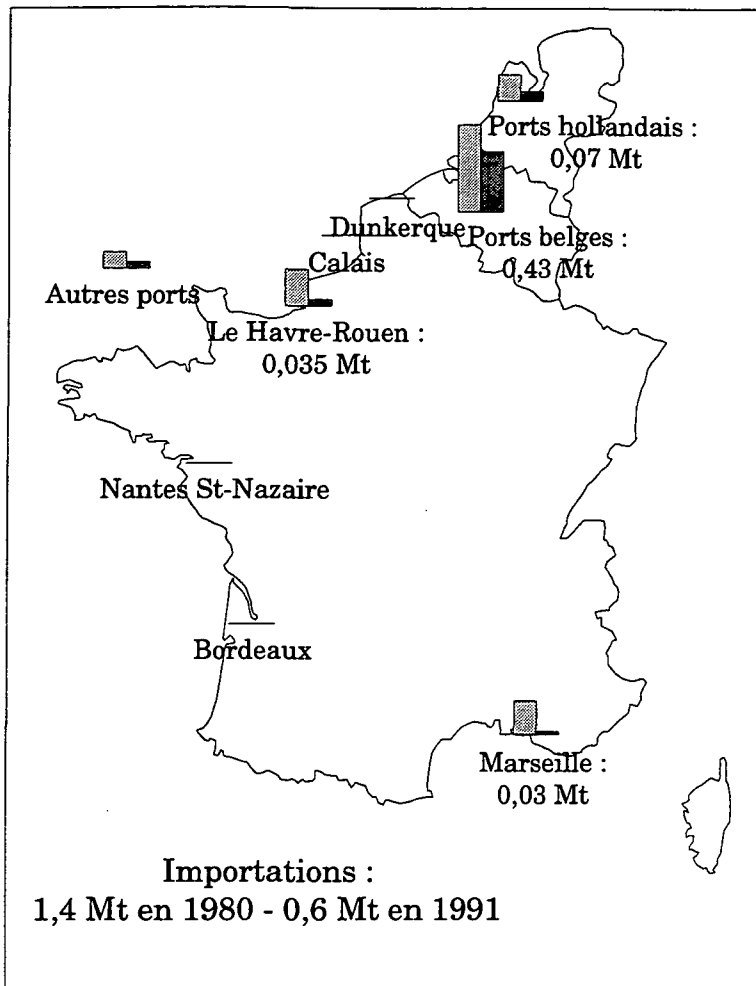 Ports hollandais :
0,07 Mt
Dunkerque
Ports belges :
0,43 Mt
Calais
Autres ports
Le Havre-Rouen :
0,035 Mt
Nantes St-Nazaire
Bordeaux
Marseille :
0,03 Mt
Importations :
1,4 Mt en 1980 - 0,6 Mt en 1991